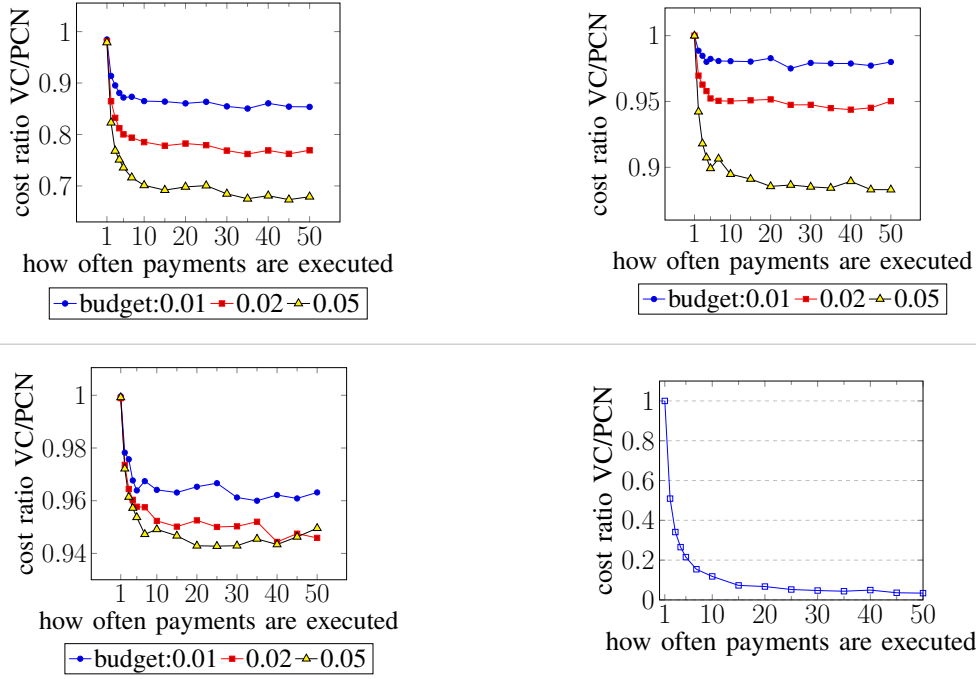 cost ratio VC/PCN
1
0.9
0.8
0.7
1 10 20 30 40 50
how often payments are executed
budget:0.01 0.02 0.05
cost ratio VC/PCN
1
0.95
0.9
1 10 20 30 40 50
how often payments are executed
budget:0.01 0.02 0.05
cost ratio VC/PCN
1
0.98
0.96
0.94
1 10 20 30 40 50
how often payments are executed
budget:0.01 0.02 0.05
cost ratio VC/PCN
1
0.8
0.6
0.4
0.2
0
1 10 20 30 40 50
how often payments are executed